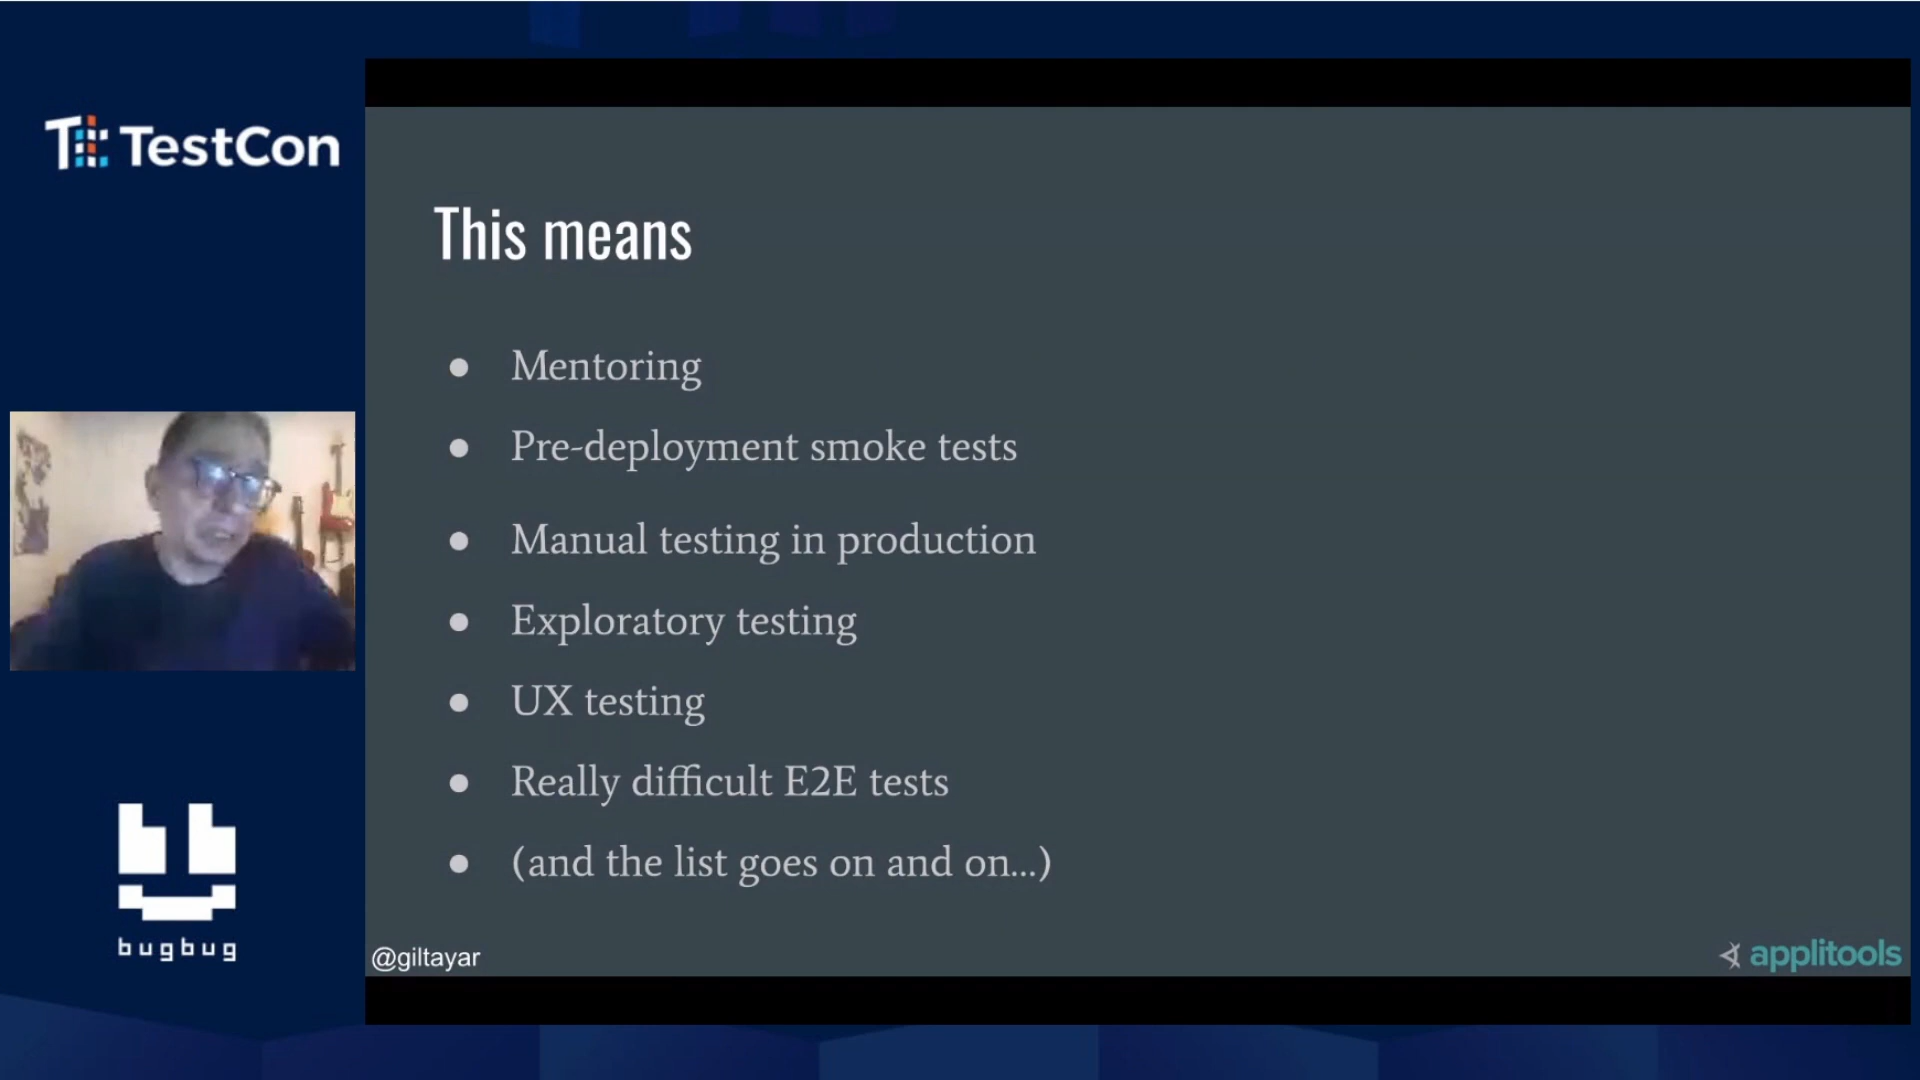 TestCon
This means
● Mentoring
● Pre-deployment smoke tests
● Manual testing in production
● Exploratory testing
● UX testing
● Really difficult E2E tests
● (and the list goes on and on...)
bugbug
@giltayar
applitools